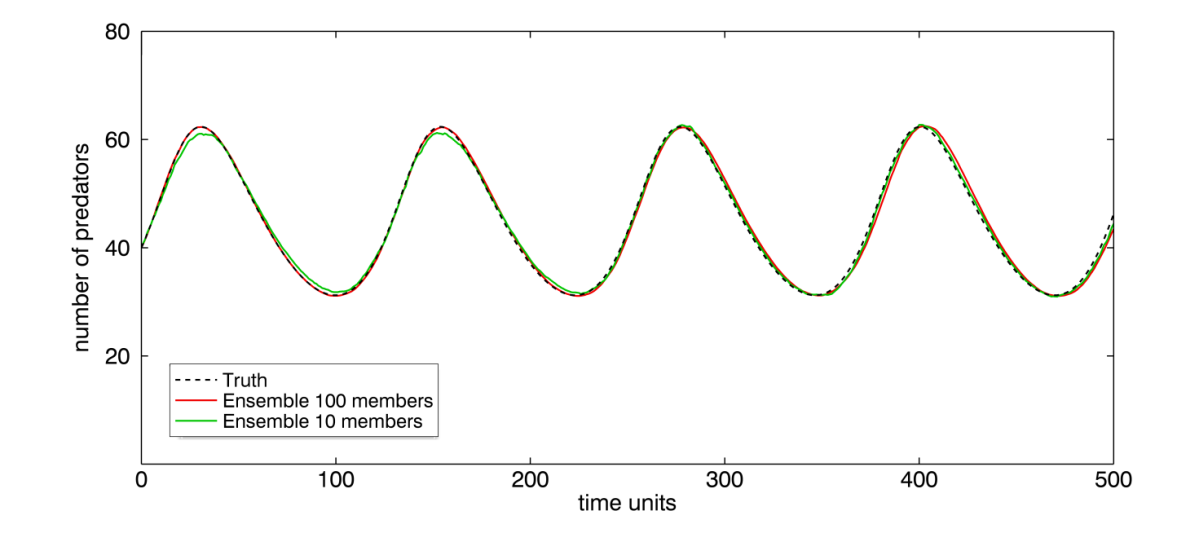 80
60
40
20
number of predators
Truth
Ensemble 100 members
Ensemble 10 members
0 100 200 300 400 500
time units